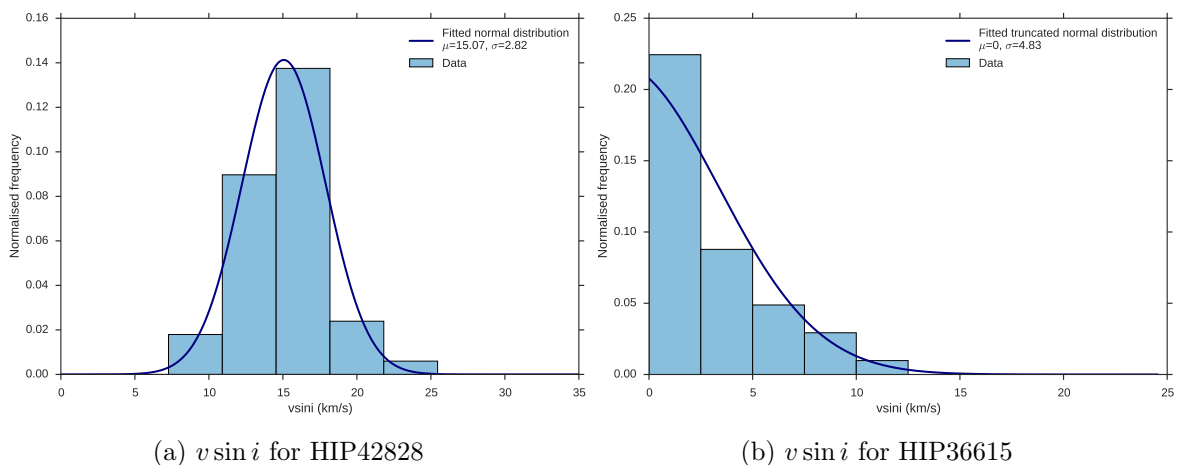 0.16
0.14
0.12
0.10
0.08
0.06
0.04
0.02
0.00
Normalised frequency
0 5 10 15 20 25 30 35
vsini (km/s)
Fitted normal distribution
μ=15.07, σ=2.82
Data
(a) v sin i for HIP42828
0.25
0.20
0.15
0.10
0.05
0.00
Normalised frequency
0 5 10 15 20 25
vsini (km/s)
Fitted truncated normal distribution
μ=0, σ=4.83
Data
(b) v sin i for HIP36615